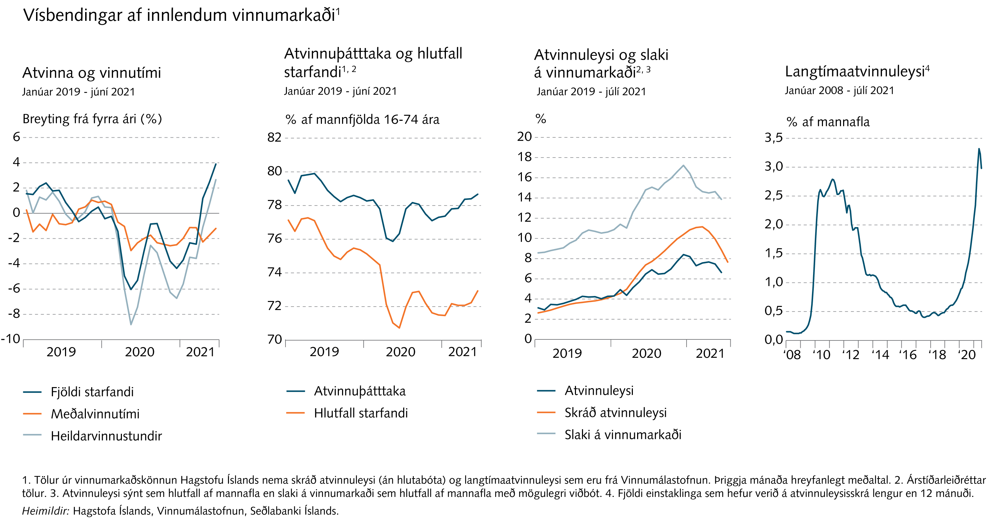 Vísbendingar af innlendum vinnumarkaði¹
Atvinna og vinnutími
Janúar 2019 - júní 2021
Breyting frá fyrra ári (%)
6
4
2
0
-2
-4
-6
-8
-10
2019 2020 2021
Fjöldi starfandi
Meðalvinnutími
Heildarvinnustundir
Atvinnuþátttaka og hlutfall
starfandi¹, ²
Janúar 2019 - júní 2021
% af mannfjölda 16-74 ára
82
80
78
76
74
72
70
2019 2020 2021
Atvinnuþátttaka
Hlutfall starfandi
Atvinnuleysi og slaki
á vinnumarkaði², ³
Janúar 2019 - júlí 2021
%
20
18
16
14
12
10
8
6
4
2
0
2019 2020 2021
Atvinnuleysi
Skráð atvinnuleysi
Slaki á vinnumarkaði
Langtímaatvinnuleysi⁴
Janúar 2008 - júlí 2021
% af mannafla
3,5
3,0
2,5
2,0
1,5
1,0
0,5
0,0
‘08 ‘10 ‘12 ‘14 ‘16 ‘18 ‘20
1. Tölur úr vinnumarkaðskönnun Hagstofu Íslands nema skráð atvinnuleysi (án hlutabóta) og langtímaatvinnuleysi sem eru frá Vinnumálastofnun. Þriggja mánaða hreyfanlegt meðaltal. 2. Árstíðarleiðréttar
tölur. 3. Atvinnuleysi sýnt sem hlutfall af mannafla en slaki á vinnumarkaði sem hlutfall af mannafla með mögulegri viðbót. 4. Fjöldi einstaklinga sem hefur verið á atvinnuleysisskrá lengur en 12 mánuði.
Heimildir: Hagstofa Íslands, Vinnumálastofnun, Seðlabanki Íslands.